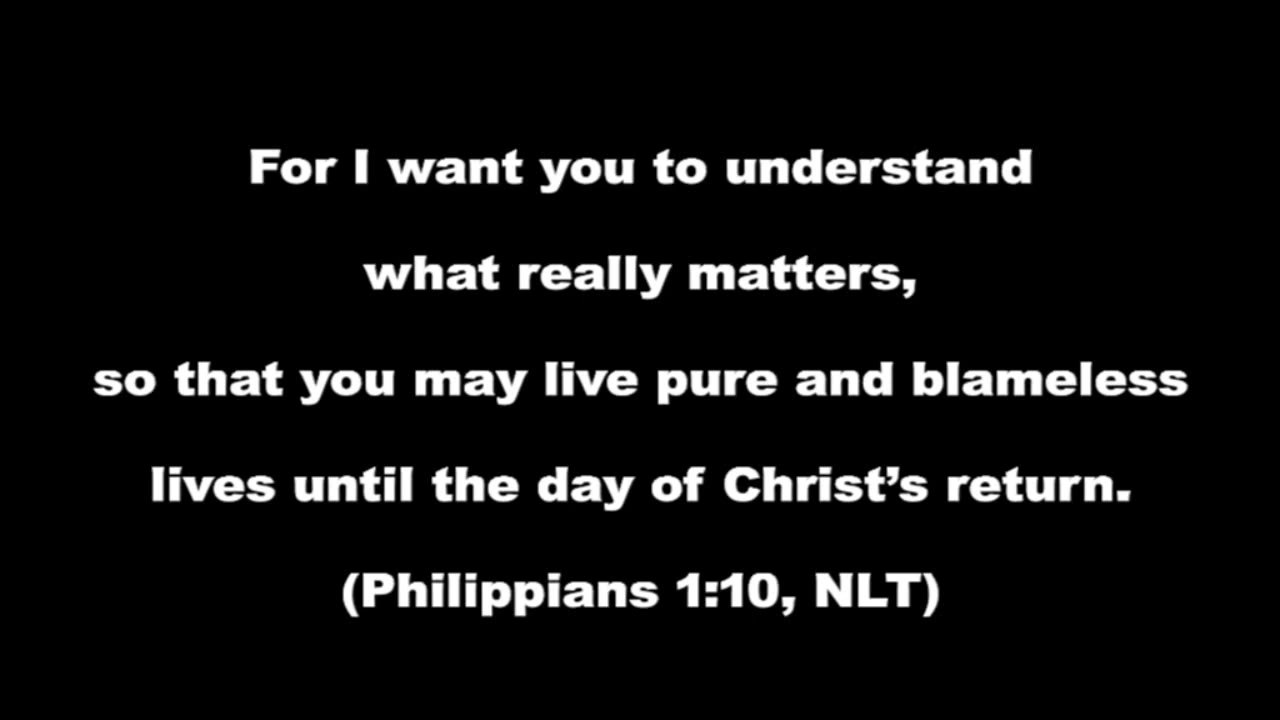 For I want you to understand
what really matters,
so that you may live pure and blameless
lives until the day of Christ’s return.
(Philippians 1:10, NLT)